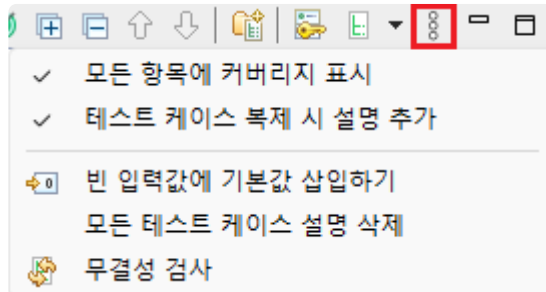 모든 항목에 커버리지 표시
테스트 케이스 복제 시 설명 추가
빈 입력값에 기본값 삽입하기
모든 테스트 케이스 설명 삭제
무결성 검사